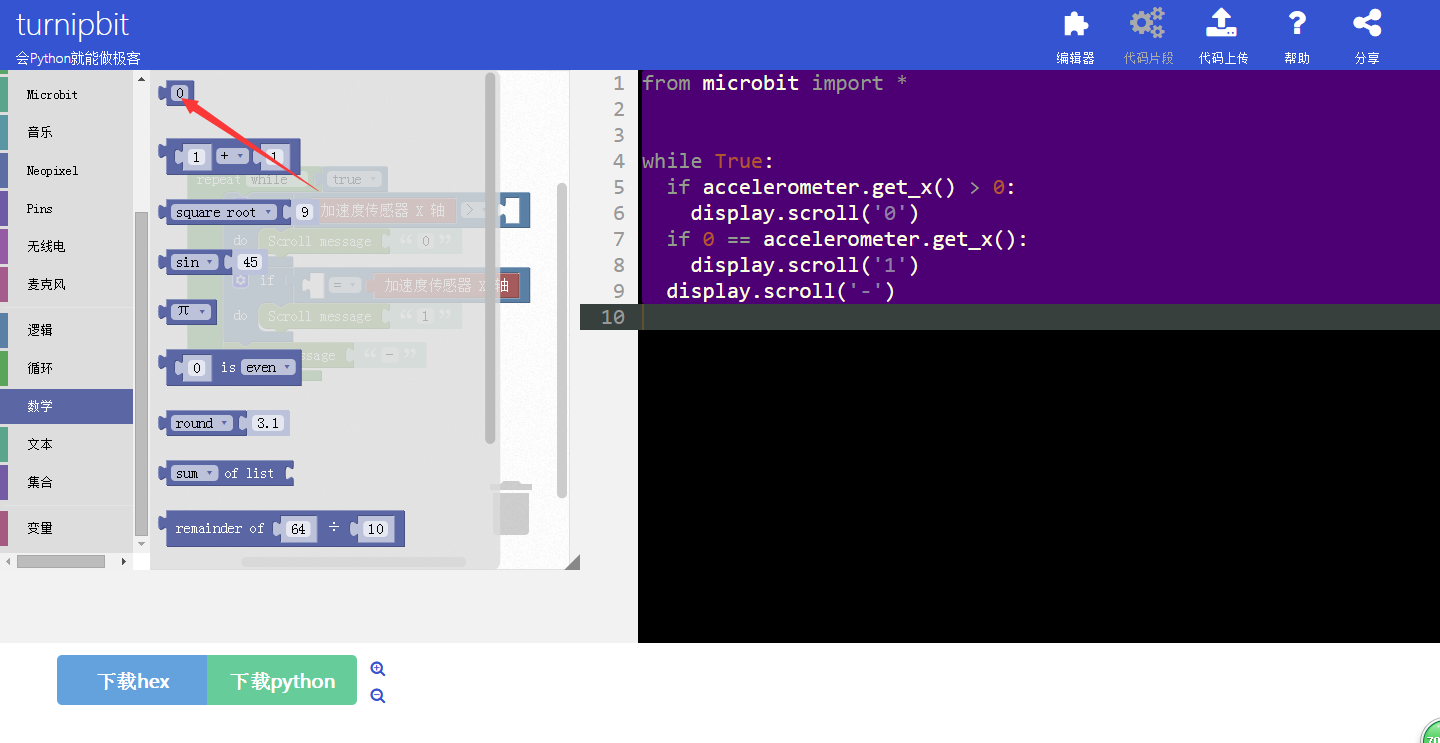 turnipbit
会Python就能做极客
编辑器
代码片段
代码上传
帮助
分享
Microbit
音乐
Neopixel
Pins
无线电
麦克风
逻辑
循环
数学
文本
集合
变量
0
1 + 1
square root 9
sin 45
π
0 is even
round 3.1
sum of list
remainder of 64 ÷ 10
repeat while true
加速度传感器 X 轴 >
do Scroll message “ 0 ”
if = 加速度传感器 X 轴
do Scroll message “ 1 ”
ssage “ - ”
1 from microbit import *
2
3
4 while True:
5 if accelerometer.get_x() > 0:
6 display.scroll('0')
7 if 0 == accelerometer.get_x():
8 display.scroll('1')
9 display.scroll('-')
10
下载hex
下载python